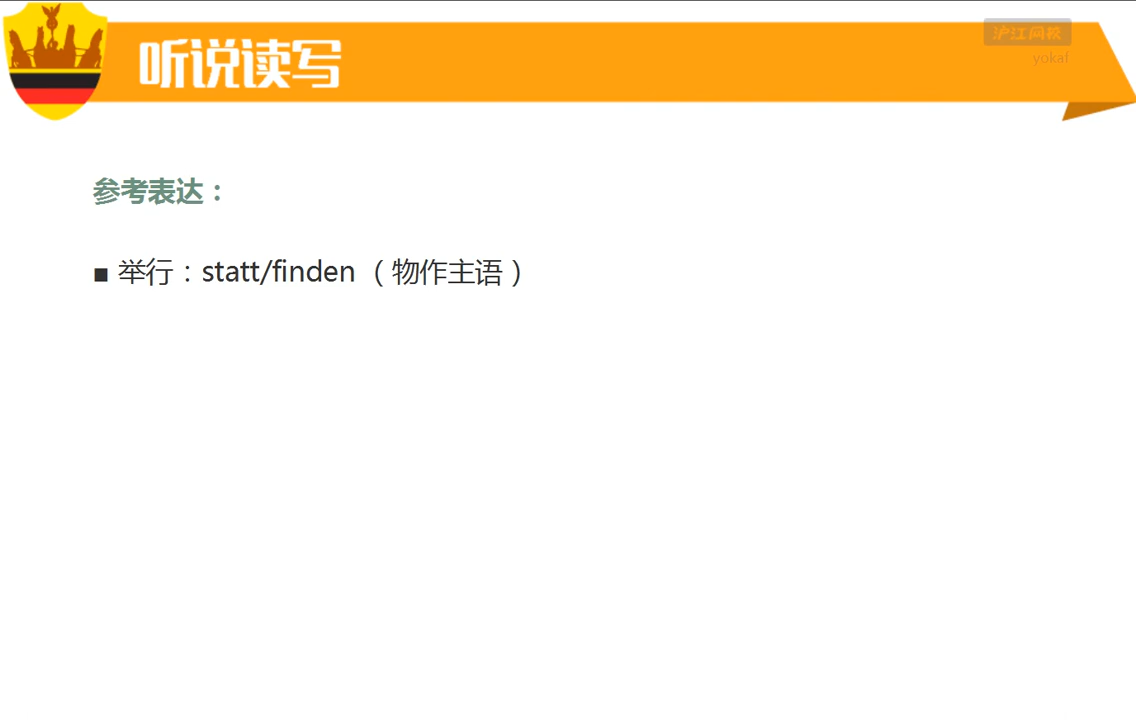 听说读写
沪江网校
yokaf
参考表达：
■ 举行：statt/finden（物作主语）